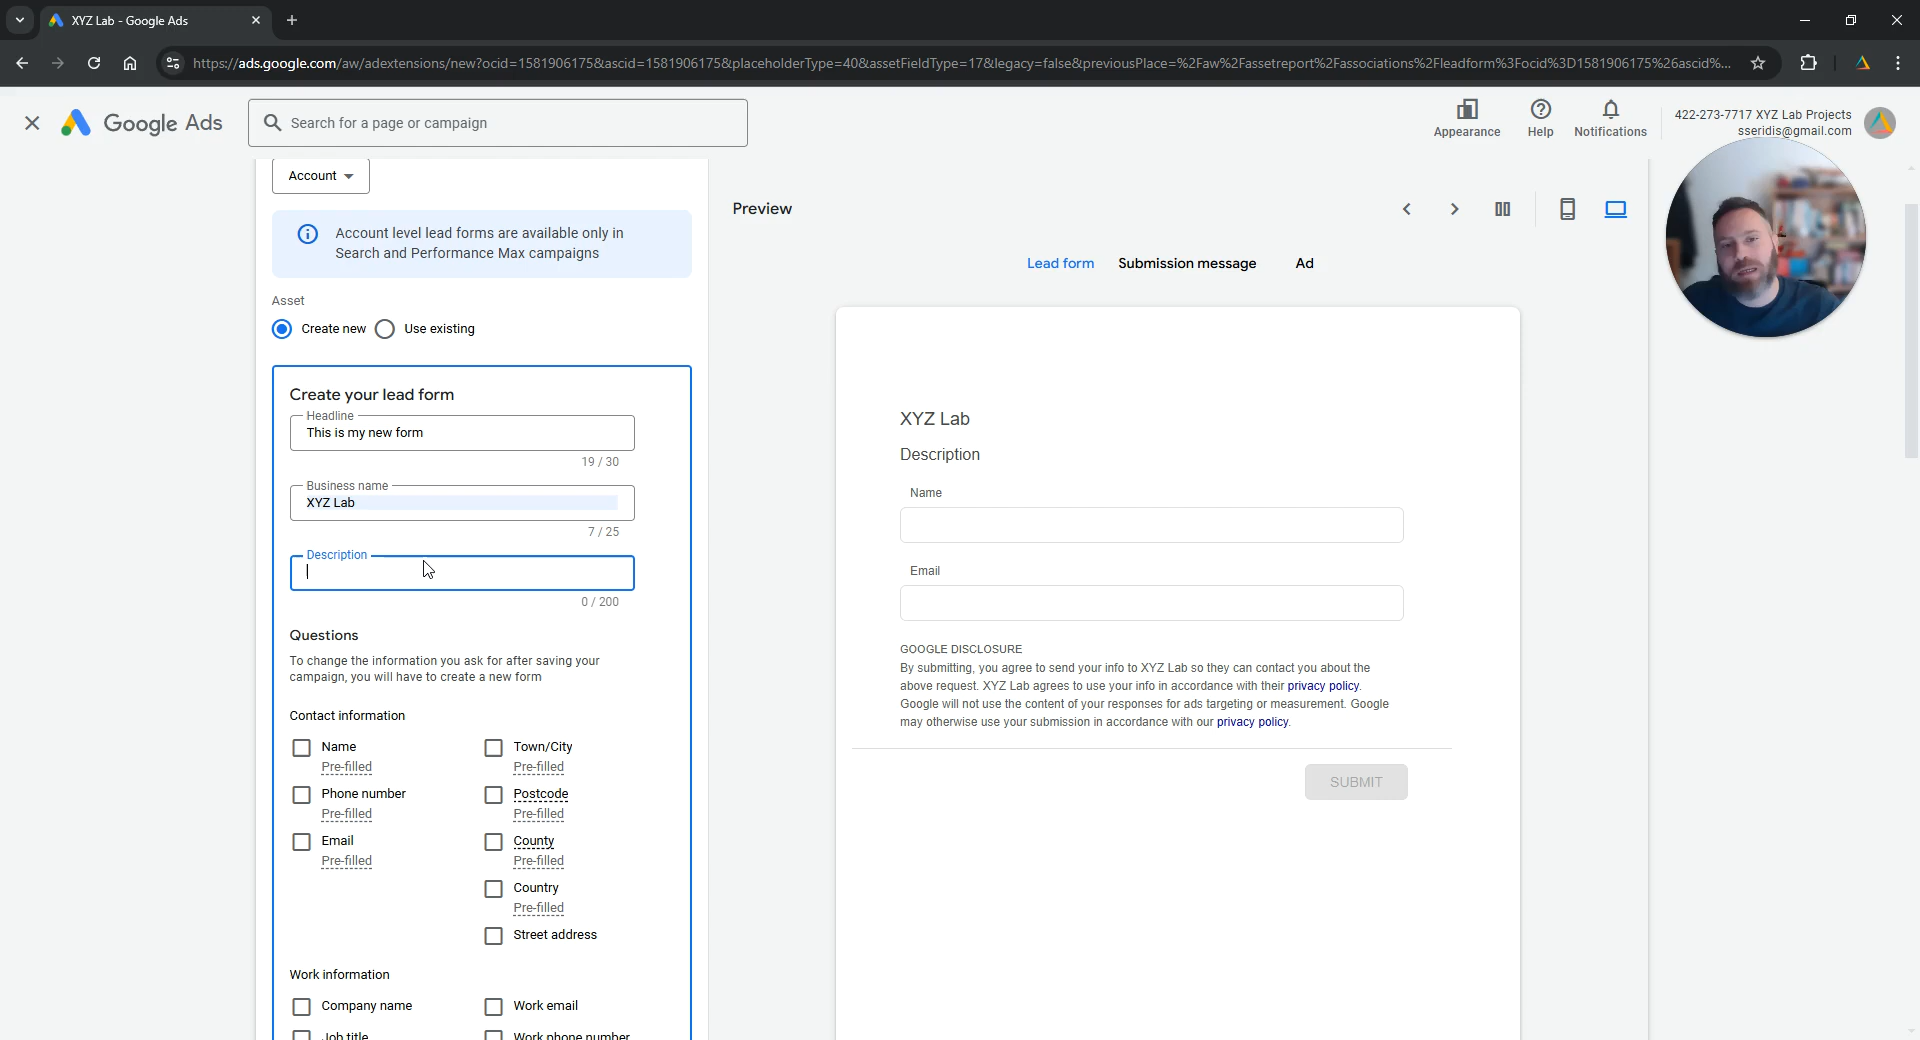 XYZ Lab - Google Ads
https://ads.google.com/aw/adextensions/new?ocid=1581906175&ascid=1581906175&placeholderType=40&assetFieldType=17&legacy=false&previousPlace=%2Faw%2Fassetreport%2Fassociations%2Fleadform%3Focid%3D1581906175%26ascid%...
Google Ads
Search for a page or campaign
Appearance
Help
Notifications
422-273-7717 XYZ Lab Projects
sseridis@gmail.com
Account
Account level lead forms are available only in
Search and Performance Max campaigns
Asset
Create new
Use existing
Create your lead form
Headline
This is my new form
19 / 30
Business name
XYZ Lab
7 / 25
Description
0 / 200
Questions
To change the information you ask for after saving your
campaign, you will have to create a new form
Contact information
Name
Pre-filled
Town/City
Pre-filled
Phone number
Pre-filled
Postcode
Pre-filled
Email
Pre-filled
County
Pre-filled
Country
Pre-filled
Street address
Work information
Company name
Work email
Job title
Work phone number
Preview
Lead form
Submission message
Ad
XYZ Lab
Description
Name
Email
GOOGLE DISCLOSURE
By submitting, you agree to send your info to XYZ Lab so they can contact you about the
above request. XYZ Lab agrees to use your info in accordance with their privacy policy.
Google will not use the content of your responses for ads targeting or measurement. Google
may otherwise use your submission in accordance with our privacy policy.
SUBMIT